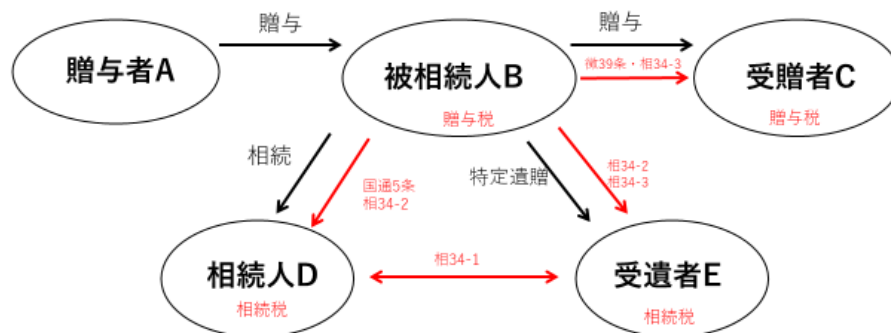 贈与
贈与
贈与者A
被相続人B
贈与税
徴39条・相34-3
受贈者C
贈与税
相続
国通5条
相34-2
特定遺贈
相34-2
相34-3
相続人D
相続税
相34-1
受遺者E
相続税